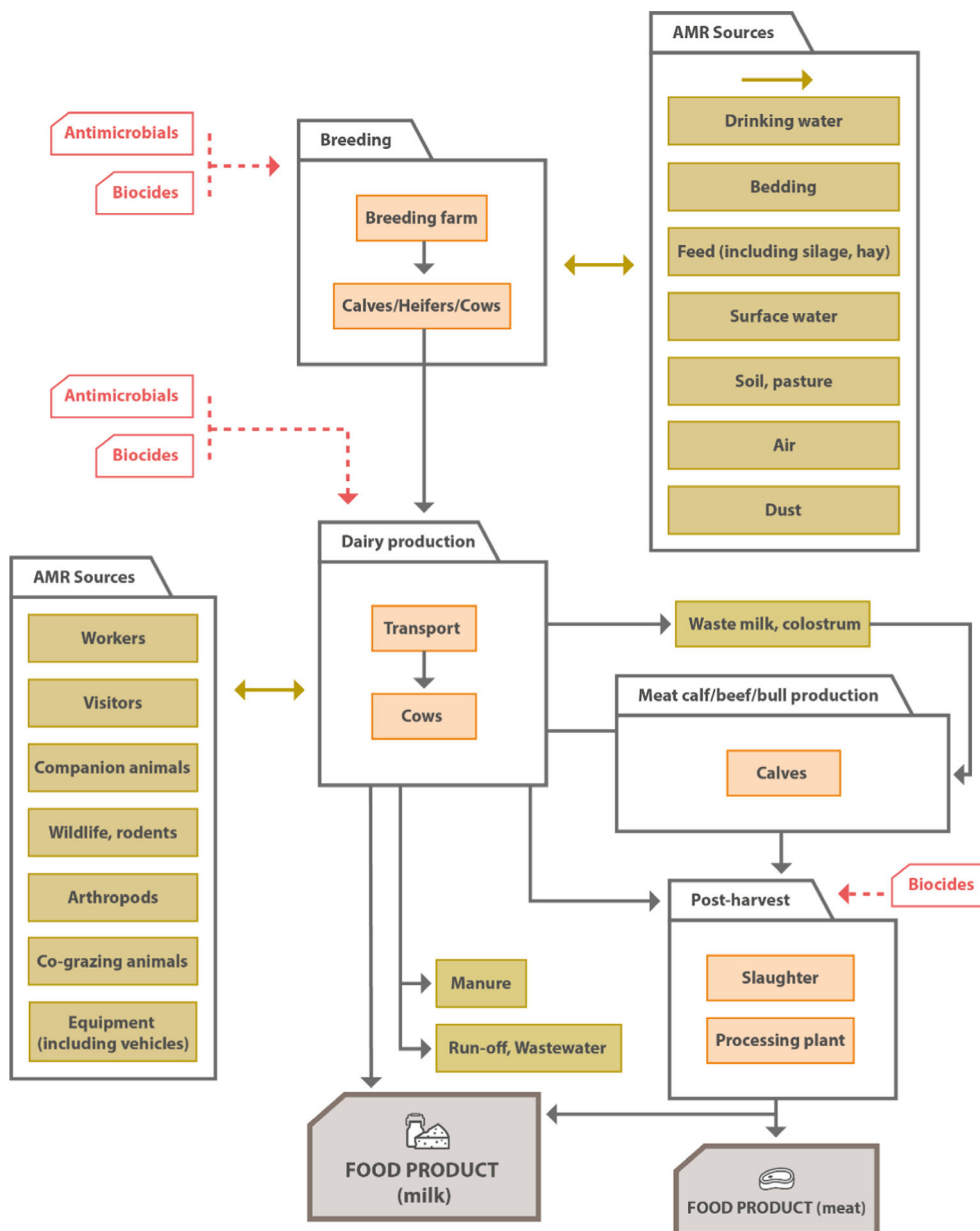 AMR Sources
Drinking water
Bedding
Feed (including silage, hay)
Surface water
Soil, pasture
Air
Dust
Antimicrobials
Biocides
Breeding
Breeding farm
Calves/Heifers/Cows
Antimicrobials
Biocides
Dairy production
Transport
Cows
AMR Sources
Workers
Visitors
Companion animals
Wildlife, rodents
Arthropods
Co-grazing animals
Equipment
(including vehicles)
Waste milk, colostrum
Meat calf/beef/bull production
Calves
Biocides
Post-harvest
Slaughter
Processing plant
Manure
Run-off, Wastewater
FOOD PRODUCT
(milk)
FOOD PRODUCT (meat)